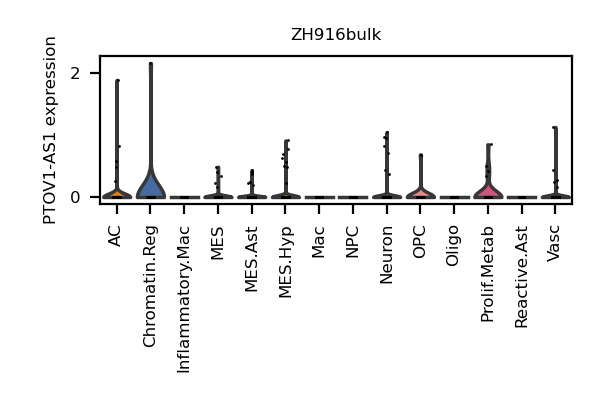 ZH916bulk
PTOV1-AS1 expression
2
0
AC
Chromatin.Reg
Inflammatory.Mac
MES
MES.Ast
MES.Hyp
Mac
NPC
Neuron
OPC
Oligo
Prolif.Metab
Reactive.Ast
Vasc